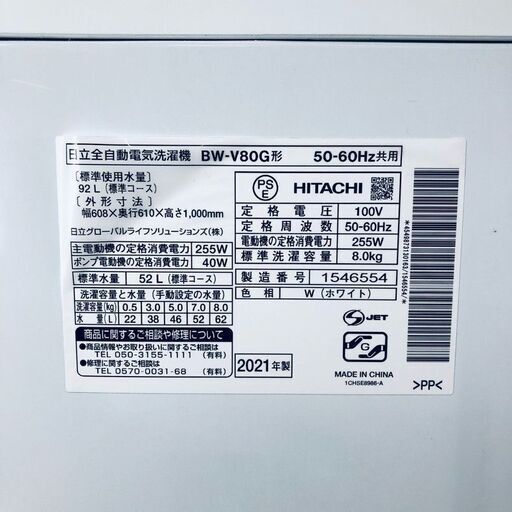 日立全自動電気洗濯機 BW-V80G形 50-60Hz共用
〔標準使用水量〕
92L(標準コース)
〔外形寸法〕
幅608×奥行610×高さ1,000mm
日立グローバルライフソリューションズ(株)
主電動機の定格消費電力 255W
ポンプ電動機の定格消費電力 40W
標準水量 52L(標準コース)
洗濯容量と水量(手動設定の水量)
洗濯容量(kg) 0.5 3.0 5.0 7.0 8.0
水量(L) 22 38 46 52 62
商品に関するご相談や修理について
●商品情報やお取り扱いに関するご相談
TEL 050-3155-1111 (有料)
●修理に関するご相談
TEL 0570-0031-68 (有料)
PSE
HITACHI
定格電圧 100V
定格周波数 50-60Hz
電動機の定格消費電力 255W
標準洗濯容量 8.0kg
製造番号 1546554
色相 W(ホワイト)
S JET
G
2021年製
MADE IN CHINA
1CHSE8986-A
>PP<